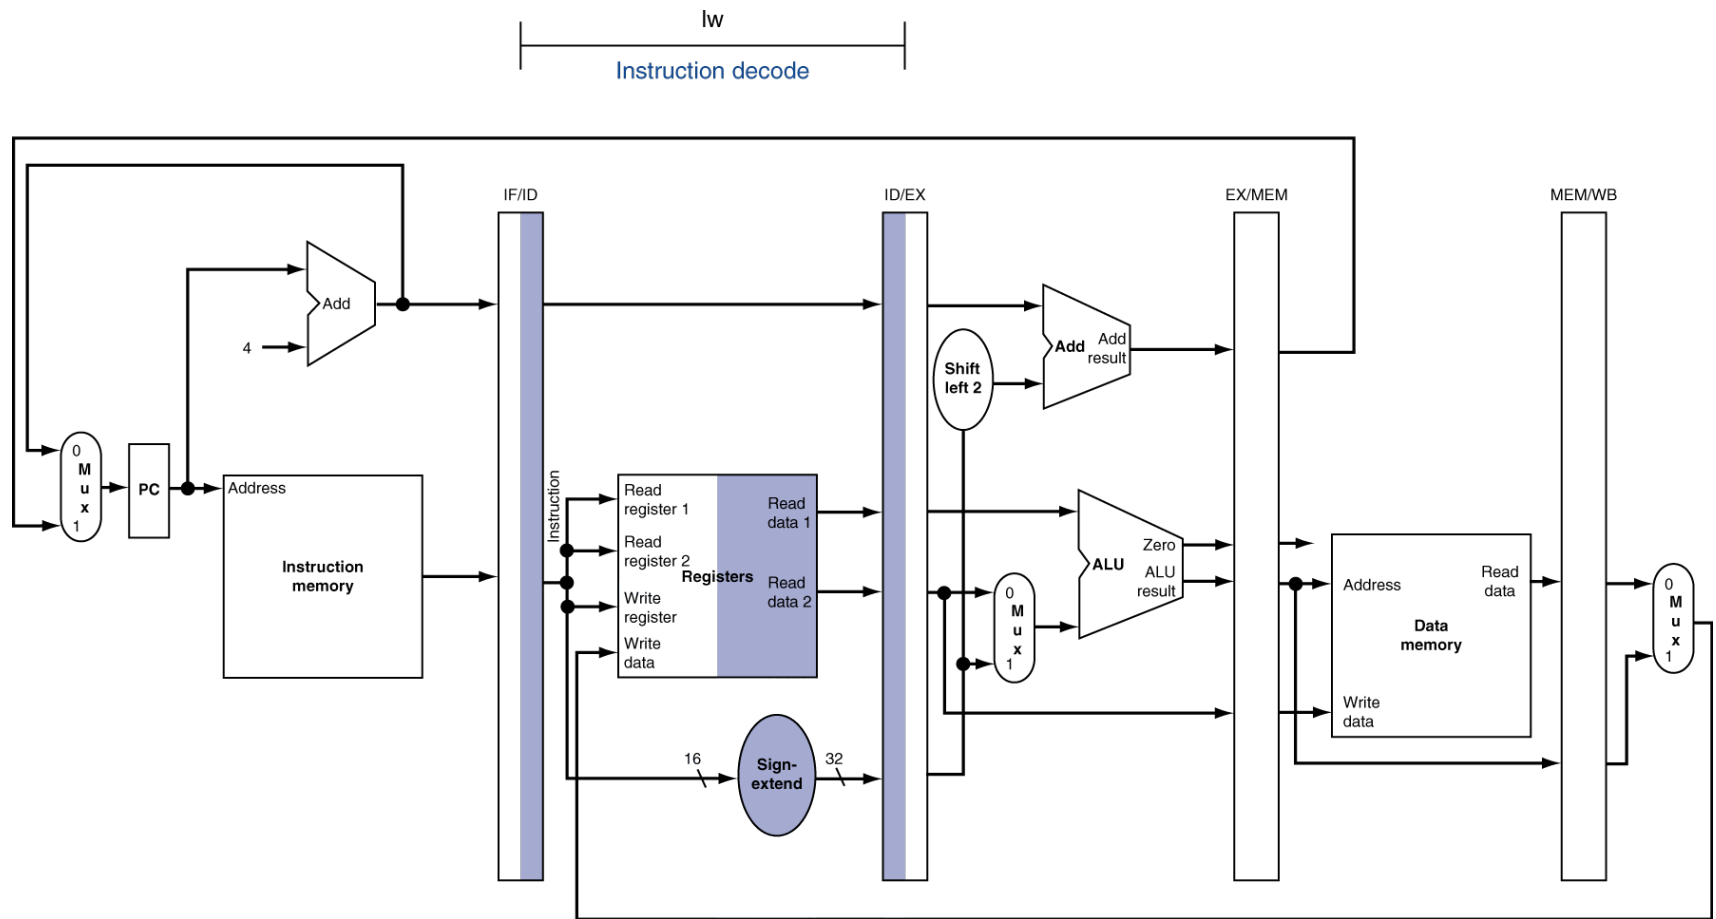 lw
Instruction decode
IF/ID
ID/EX
EX/MEM
MEM/WB
Add
4
Add
Add
result
Shift
left 2
0
M
u
x
1
PC
Address
Instruction
memory
Instruction
Read
register 1
Read
register 2
Write
register
Write
data
Registers
Read
data 1
Read
data 2
16
Sign-
extend
32
0
M
u
x
1
Zero
ALU
ALU
result
Address
Read
data
Data
memory
Write
data
0
M
u
x
1